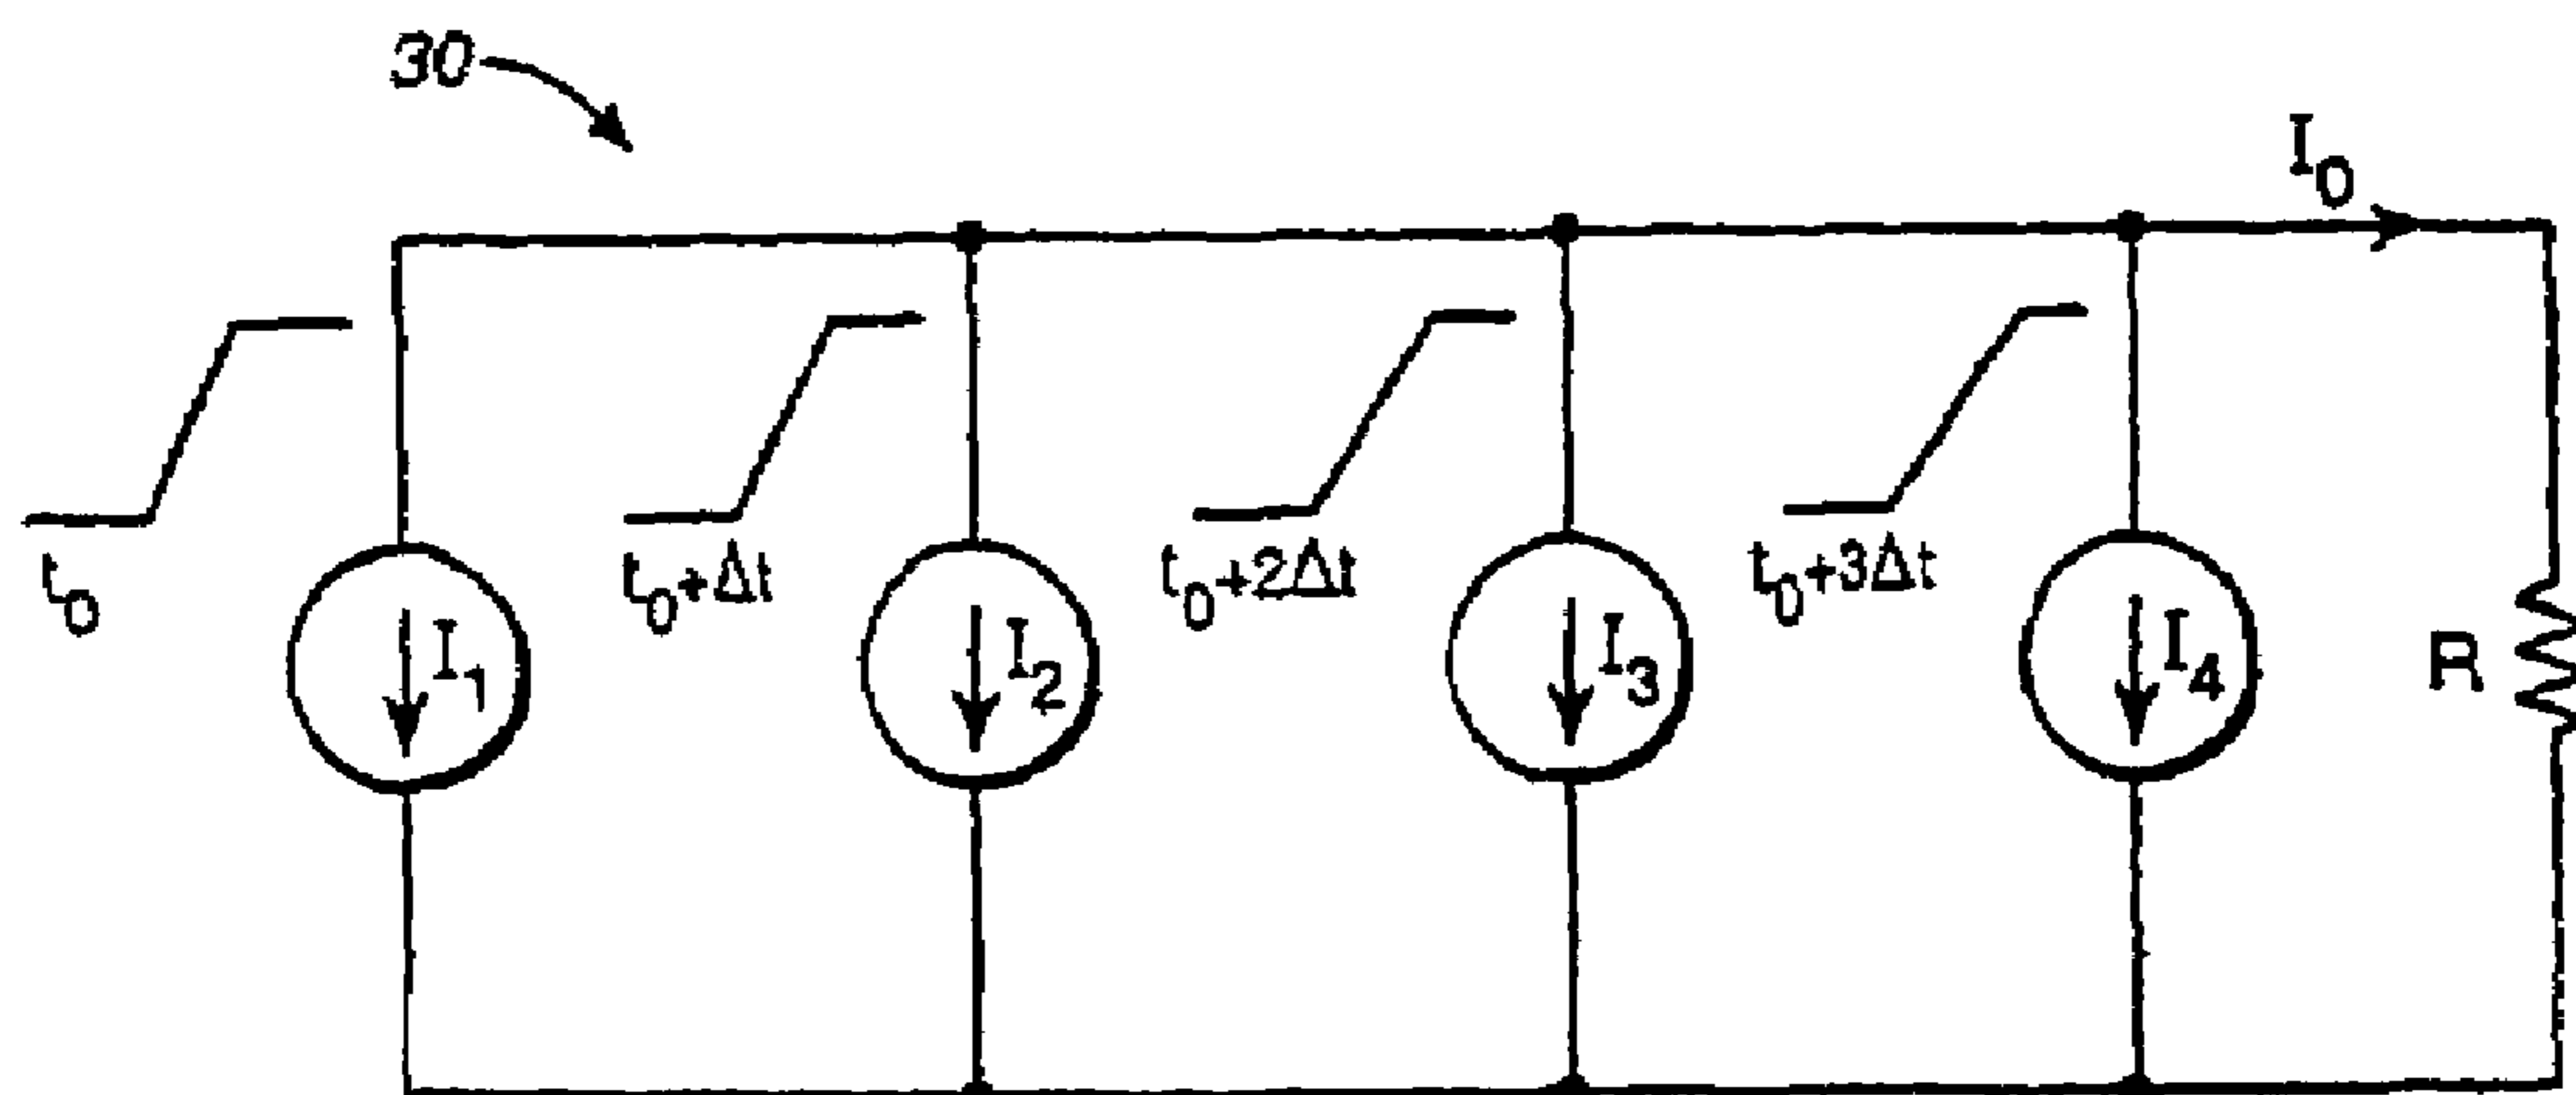 30
I₀
t₀
t₀+Δt
t₀+2Δt
t₀+3Δt
I₁
I₂
I₃
I₄
R